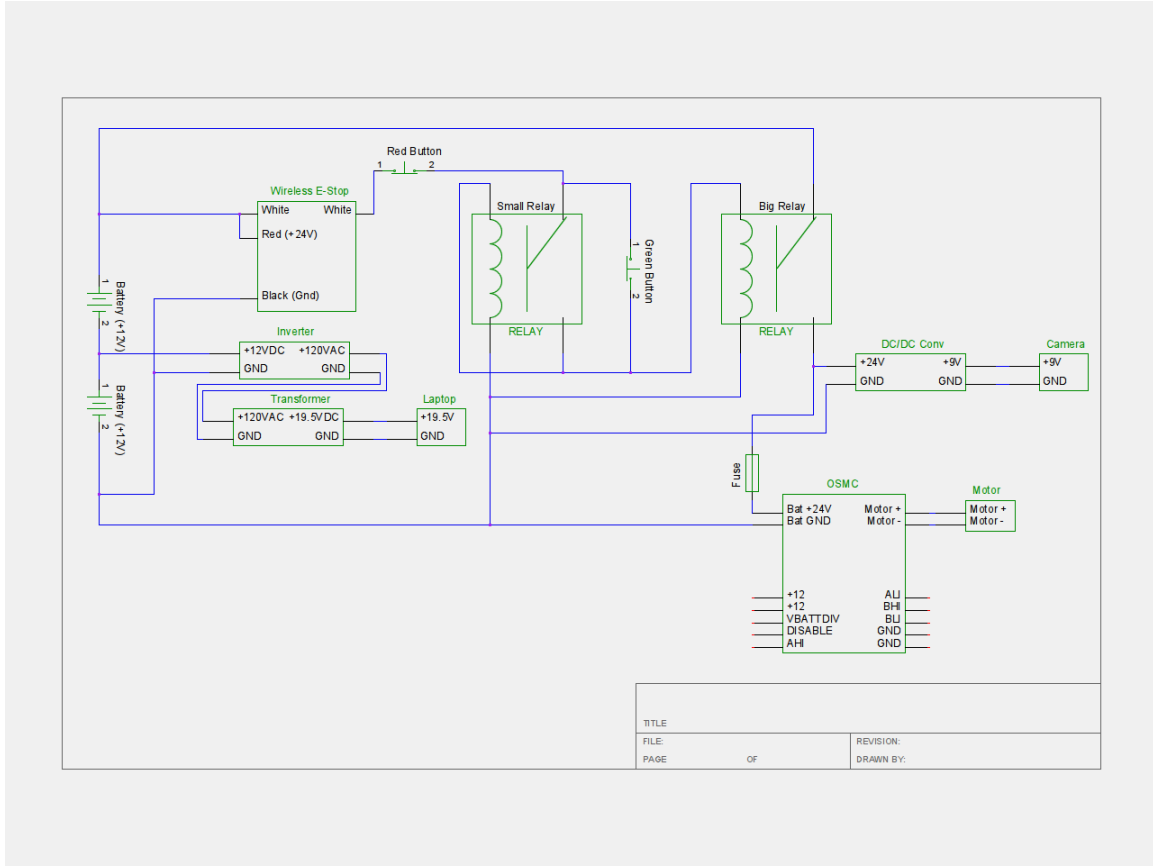 Red Button
1 2
Wireless E-Stop
White White
Red (+24V)
Black (Gnd)
Small Relay
RELAY
1
Green Button
2
Big Relay
RELAY
1
Battery (+12V)
2
1
Battery (+12V)
2
Inverter
+12VDC +120VAC
GND GND
Transformer
+120VAC +19.5VDC
GND GND
Laptop
+19.5V
GND
DC/DC Conv
+24V +9V
GND GND
Camera
+9V
GND
Fuse
OSMC
Bat +24V Motor +
Bat GND Motor -
+12 ALI
+12 BHI
VBATTDIV BLI
DISABLE GND
AHI GND
Motor
Motor +
Motor -
TITLE
FILE: REVISION:
PAGE OF DRAWN BY: